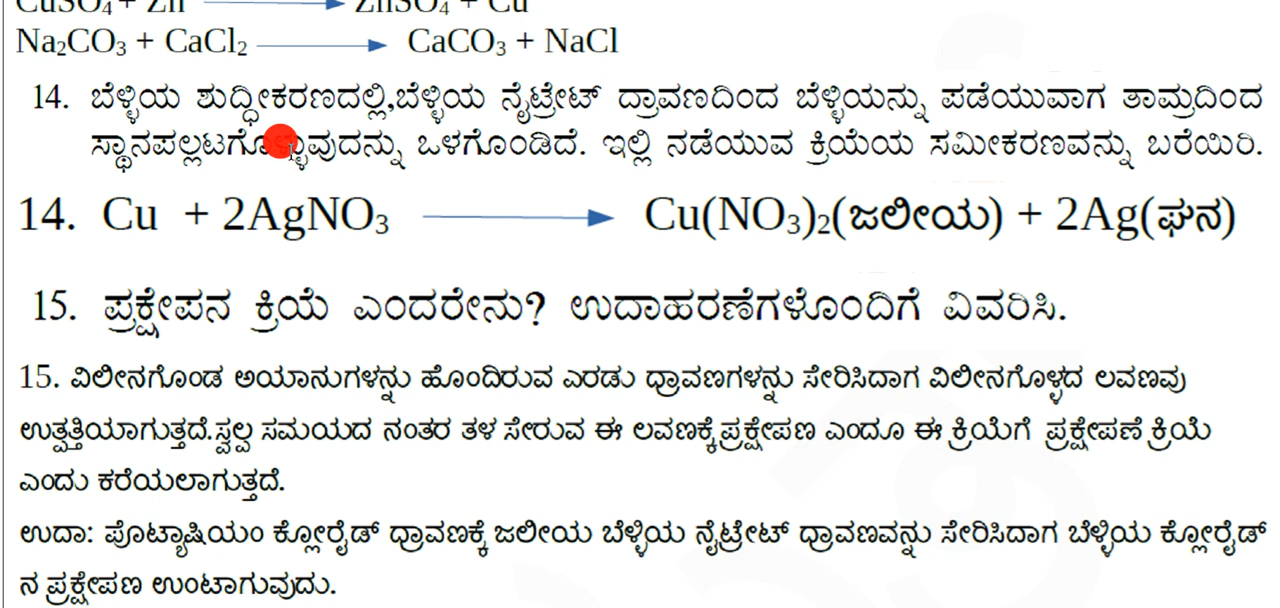 CuSO₄ + Zn ⟶ ZnSO₄ + Cu
Na₂CO₃ + CaCl₂ ⟶ CaCO₃ + NaCl
14. ಬೆಳ್ಳಿಯ ಶುದ್ಧೀಕರಣದಲ್ಲಿ,ಬೆಳ್ಳಿಯ ನೈಟ್ರೇಟ್ ದ್ರಾವಣದಿಂದ ಬೆಳ್ಳಿಯನ್ನು ಪಡೆಯುವಾಗ ತಾಮ್ರದಿಂದ
ಸ್ಥಾನಪಲ್ಲಟಗೊಳ್ಳುವುದನ್ನು ಒಳಗೊಂಡಿದೆ. ಇಲ್ಲಿ ನಡೆಯುವ ಕ್ರಿಯೆಯ ಸಮೀಕರಣವನ್ನು ಬರೆಯಿರಿ.
14. Cu + 2AgNO₃ ⟶ Cu(NO₃)₂(ಜಲೀಯ) + 2Ag(ಘನ)
15. ಪ್ರಕ್ಷೇಪನ ಕ್ರಿಯೆ ಎಂದರೇನು? ಉದಾಹರಣೆಗಳೊಂದಿಗೆ ವಿವರಿಸಿ.
15. ವಿಲೀನಗೊಂಡ ಅಯಾನುಗಳನ್ನು ಹೊಂದಿರುವ ಎರಡು ಧ್ರಾವಣಗಳನ್ನು ಸೇರಿಸಿದಾಗ ವಿಲೀನಗೊಳ್ಳದ ಲವಣವು
ಉತ್ವತ್ತಿಯಾಗುತ್ತದೆ.ಸ್ವಲ್ಪ ಸಮಯದ ನಂತರ ತಳ ಸೇರುವ ಈ ಲವಣಕ್ಕೆ ಪ್ರಕ್ಷೇಪಣ ಎಂದೂ ಈ ಕ್ರಿಯೆಗೆ ಪ್ರಕ್ಷೇಪಣೆ ಕ್ರಿಯೆ
ಎಂದು ಕರೆಯಲಾಗುತ್ತದೆ.
ಉದಾ: ಪೊಟ್ಯಾಷಿಯಂ ಕ್ಲೋರೈಡ್ ಧ್ರಾವಣಕ್ಕೆ ಜಲೀಯ ಬೆಳ್ಳಿಯ ನೈಟ್ರೇಟ್ ಧ್ರಾವಣವನ್ನು ಸೇರಿಸಿದಾಗ ಬೆಳ್ಳಿಯ ಕ್ಲೋರೈಡ್
ನ ಪ್ರಕ್ಷೇಪಣ ಉಂಟಾಗುವುದು.